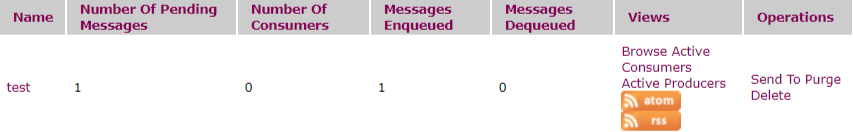 Name Number Of Pending Messages Number Of Consumers Messages Enqueued Messages Dequeued Views Operations
test 1 0 1 0 Browse Active Consumers
Active Producers
atom
rss
Send To Purge
Delete